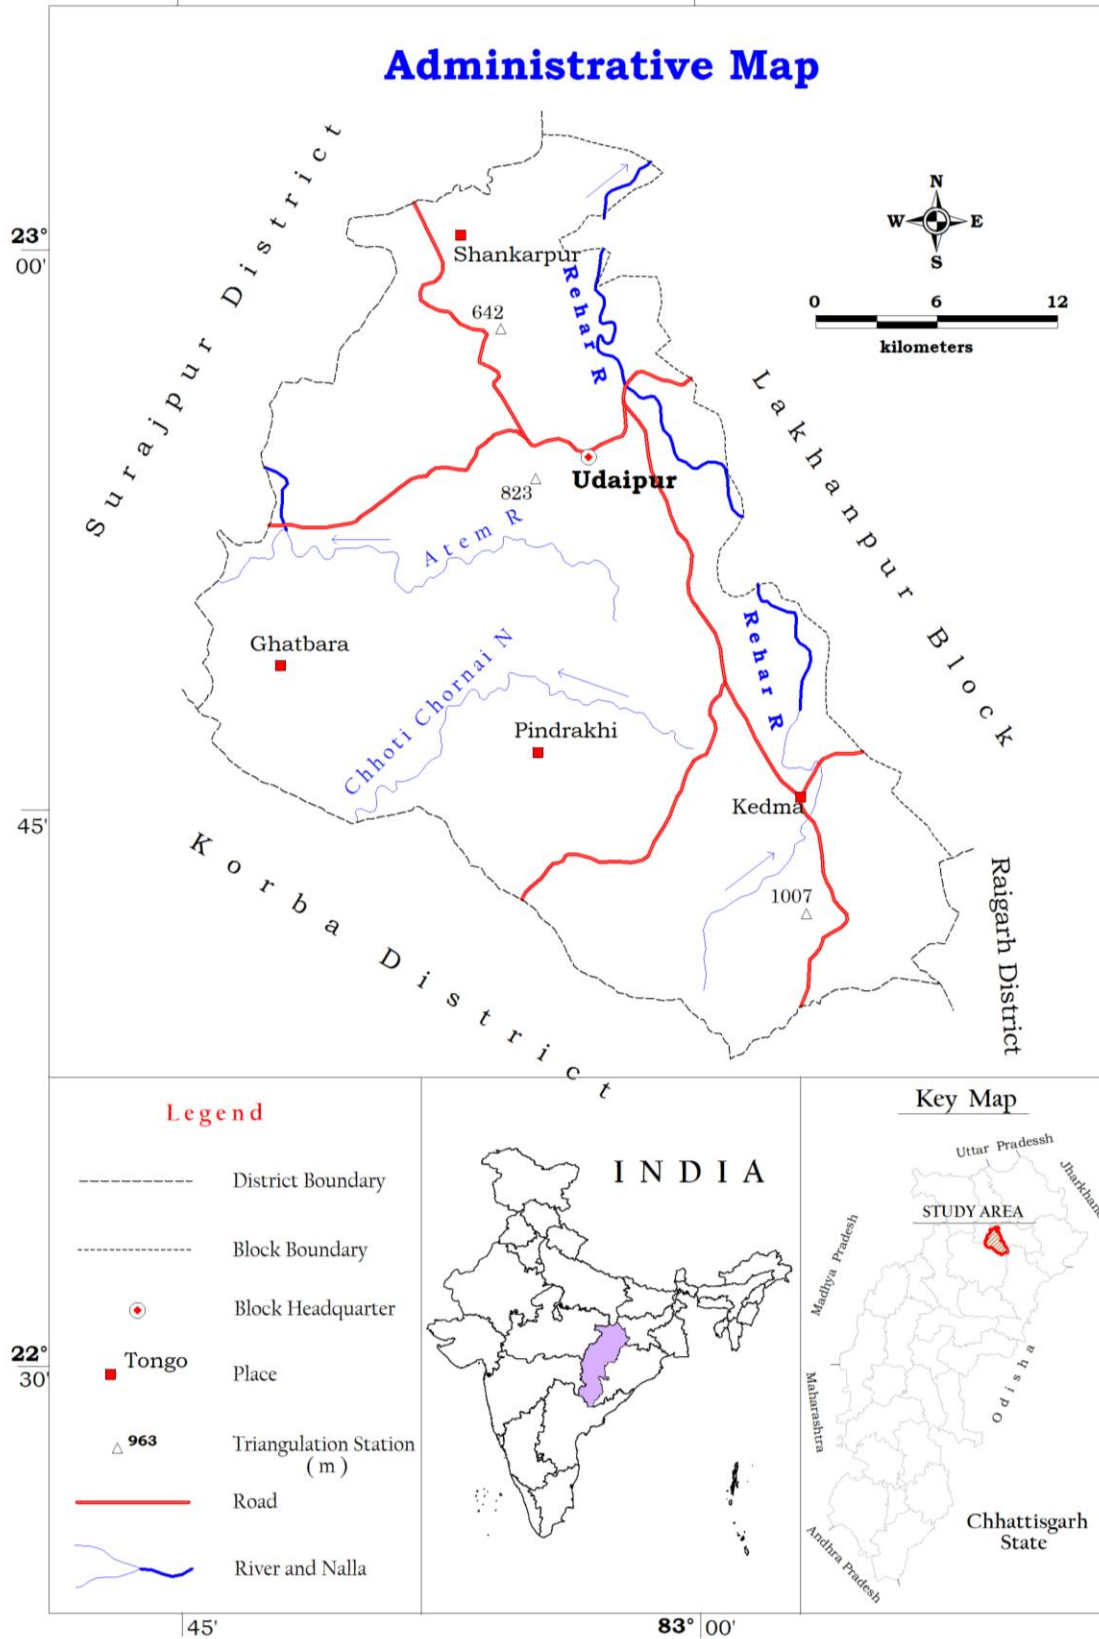 Administrative Map
Surajpur District
N
W E
S
23°
00'
Shankarpur
0 6 12
kilometers
Rehar R
642
Lakhanpur Block
Udaipur
823
Atem R
Ghatbara
Rehar R
Chhoti Chornai N
Pindrakhi
Kedma
45'
Korba District
1007
Raigarh District
Legend
District Boundary
Block Boundary
Block Headquarter
Tongo
Place
963
Triangulation Station
( m )
Road
River and Nalla
22°
30'
INDIA
Key Map
Uttar Pradessh
Jharkhand
STUDY AREA
Madhya Pradesh
Maharashtra
Odisha
Andhra Pradesh
Chhattisgarh
State
45'
83° 00'